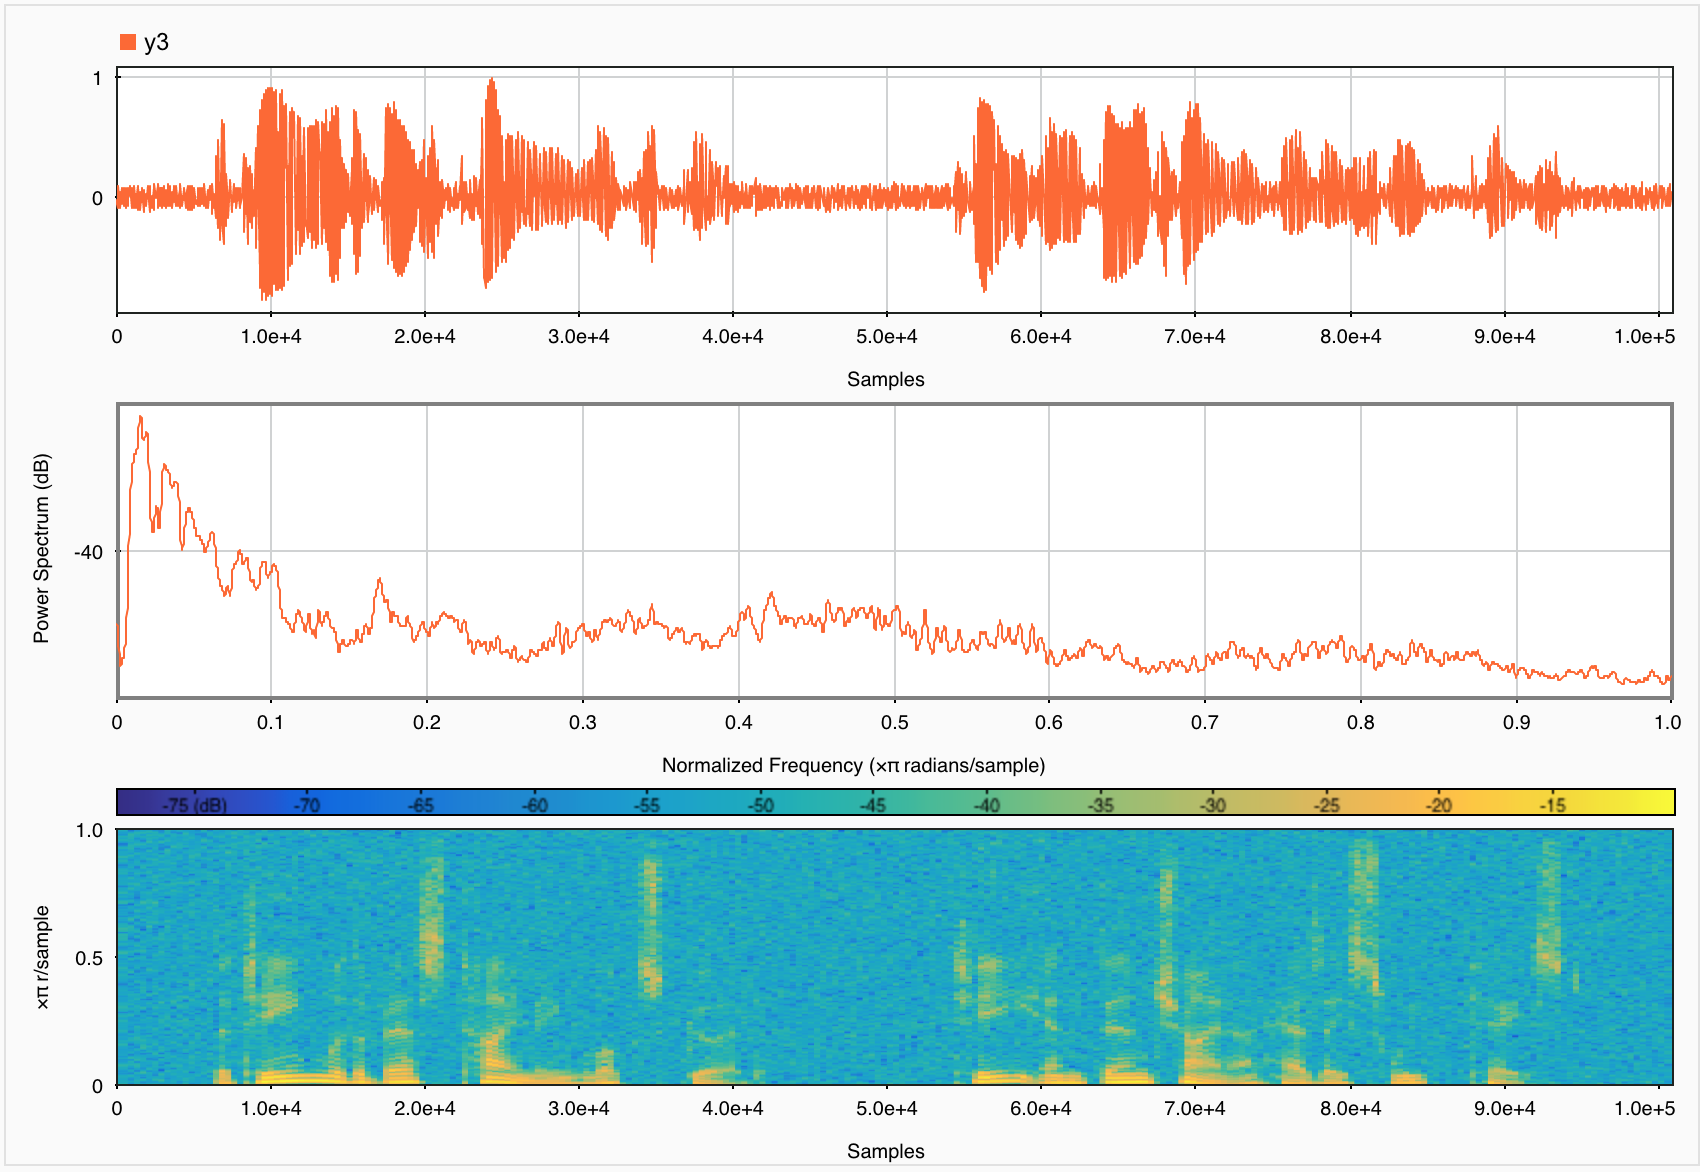 y3
1
0
0 1.0e+4 2.0e+4 3.0e+4 4.0e+4 5.0e+4 6.0e+4 7.0e+4 8.0e+4 9.0e+4 1.0e+5
Samples
Power Spectrum (dB)
-40
0 0.1 0.2 0.3 0.4 0.5 0.6 0.7 0.8 0.9 1.0
Normalized Frequency (×π radians/sample)
-75 (dB) -70 -65 -60 -55 -50 -45 -40 -35 -30 -25 -20 -15
×π r/sample
1.0
0.5
0
0 1.0e+4 2.0e+4 3.0e+4 4.0e+4 5.0e+4 6.0e+4 7.0e+4 8.0e+4 9.0e+4 1.0e+5
Samples